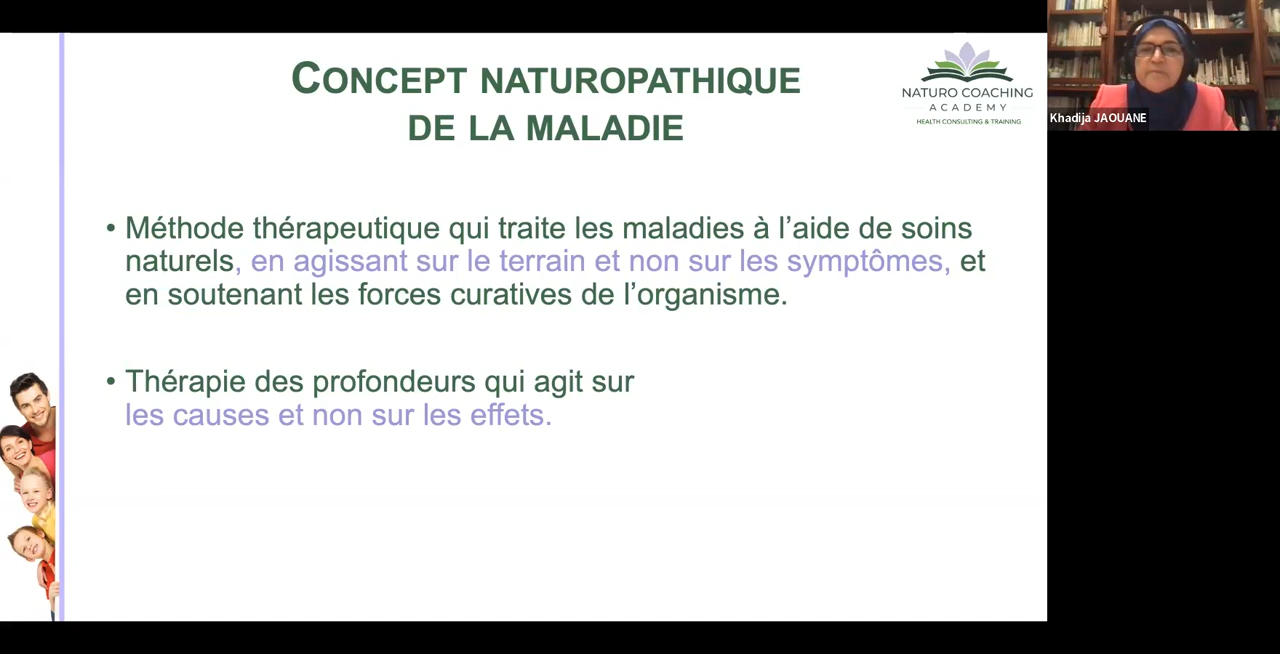 CONCEPT NATUROPATHIQUE
DE LA MALADIE
NATURO COACHING
ACADEMY
HEALTH CONSULTING & TRAINING
Khadija JAOUANE
• Méthode thérapeutique qui traite les maladies à l’aide de soins
naturels, en agissant sur le terrain et non sur les symptômes, et
en soutenant les forces curatives de l’organisme.
• Thérapie des profondeurs qui agit sur
les causes et non sur les effets.